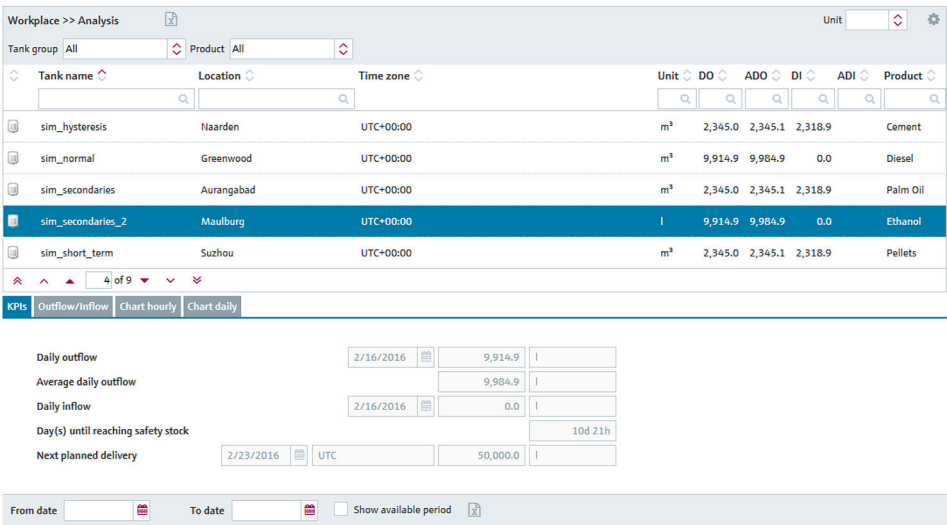 Workplace >> Analysis Unit
Tank group All Product All
Tank name Location Time zone Unit DO ADO DI ADI Product
sim_hysteresis Naarden UTC+00:00 m³ 2,345.0 2,345.1 2,318.9 Cement
sim_normal Greenwood UTC+00:00 m³ 9,914.9 9,984.9 0.0 Diesel
sim_secondaries Aurangabad UTC+00:00 m³ 2,345.0 2,345.1 2,318.9 Palm Oil
sim_secondaries_2 Maulburg UTC+00:00 l 9,914.9 9,984.9 0.0 Ethanol
sim_short_term Suzhou UTC+00:00 m³ 2,345.0 2,345.1 2,318.9 Pellets
4 of 9
KPIs Outflow/Inflow Chart hourly Chart daily
Daily outflow 2/16/2016 9,914.9 l
Average daily outflow 9,984.9 l
Daily inflow 2/16/2016 0.0 l
Day(s) until reaching safety stock 10d 21h
Next planned delivery 2/23/2016 UTC 50,000.0 l
From date To date Show available period